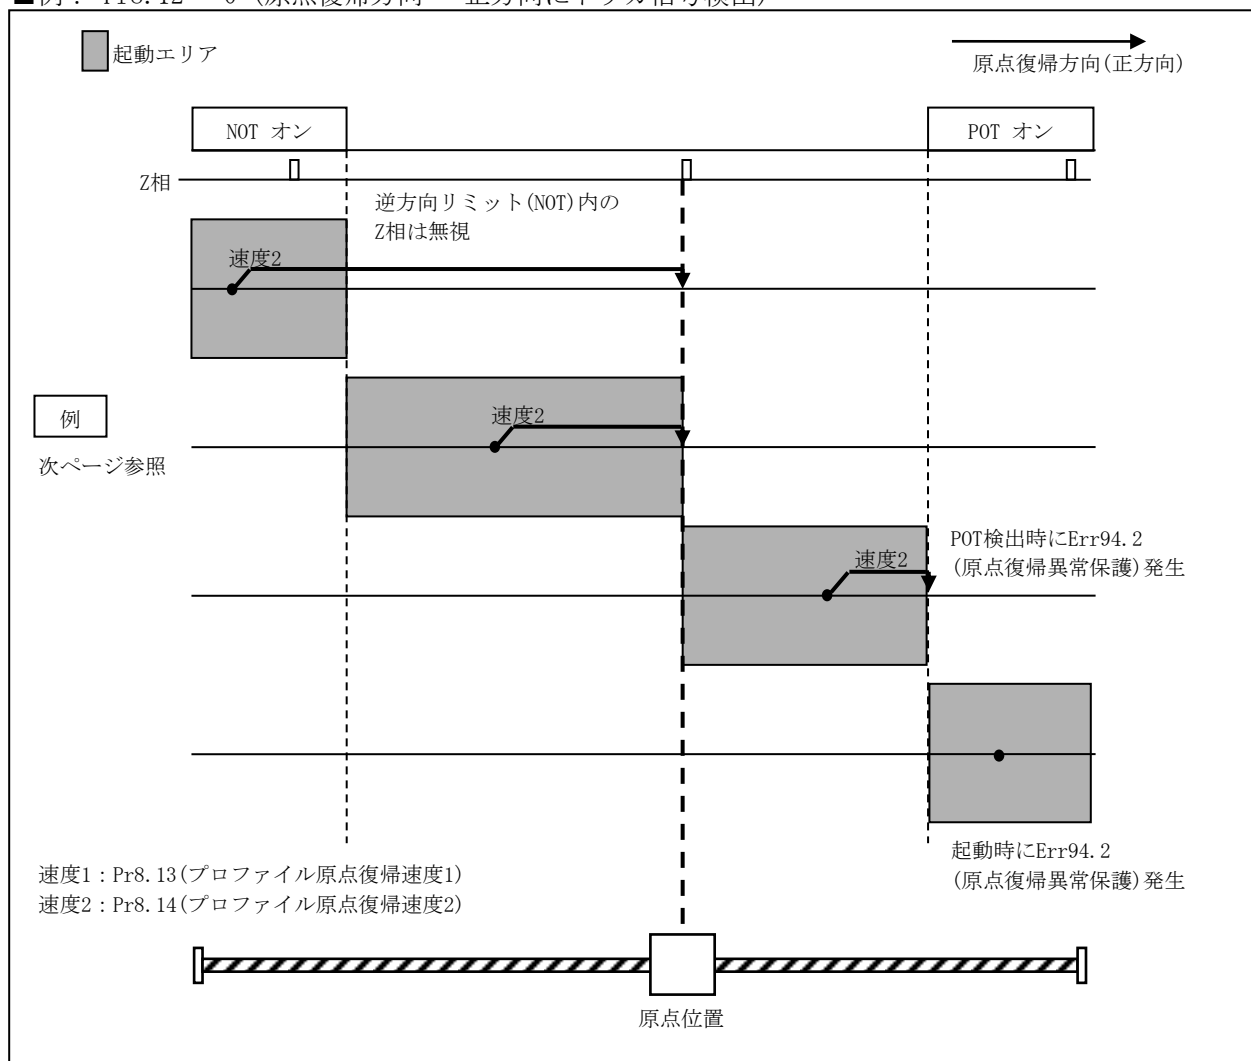 起動エリア
原点復帰方向(正方向)
NOT オン
POT オン
Z相
逆方向リミット(NOT)内の
Z相は無視
速度2
例
次ページ参照
速度2
速度2
POT検出時にErr94.2
(原点復帰異常保護)発生
起動時にErr94.2
(原点復帰異常保護)発生
速度1：Pr8.13(プロファイル原点復帰速度1)
速度2：Pr8.14(プロファイル原点復帰速度2)
原点位置